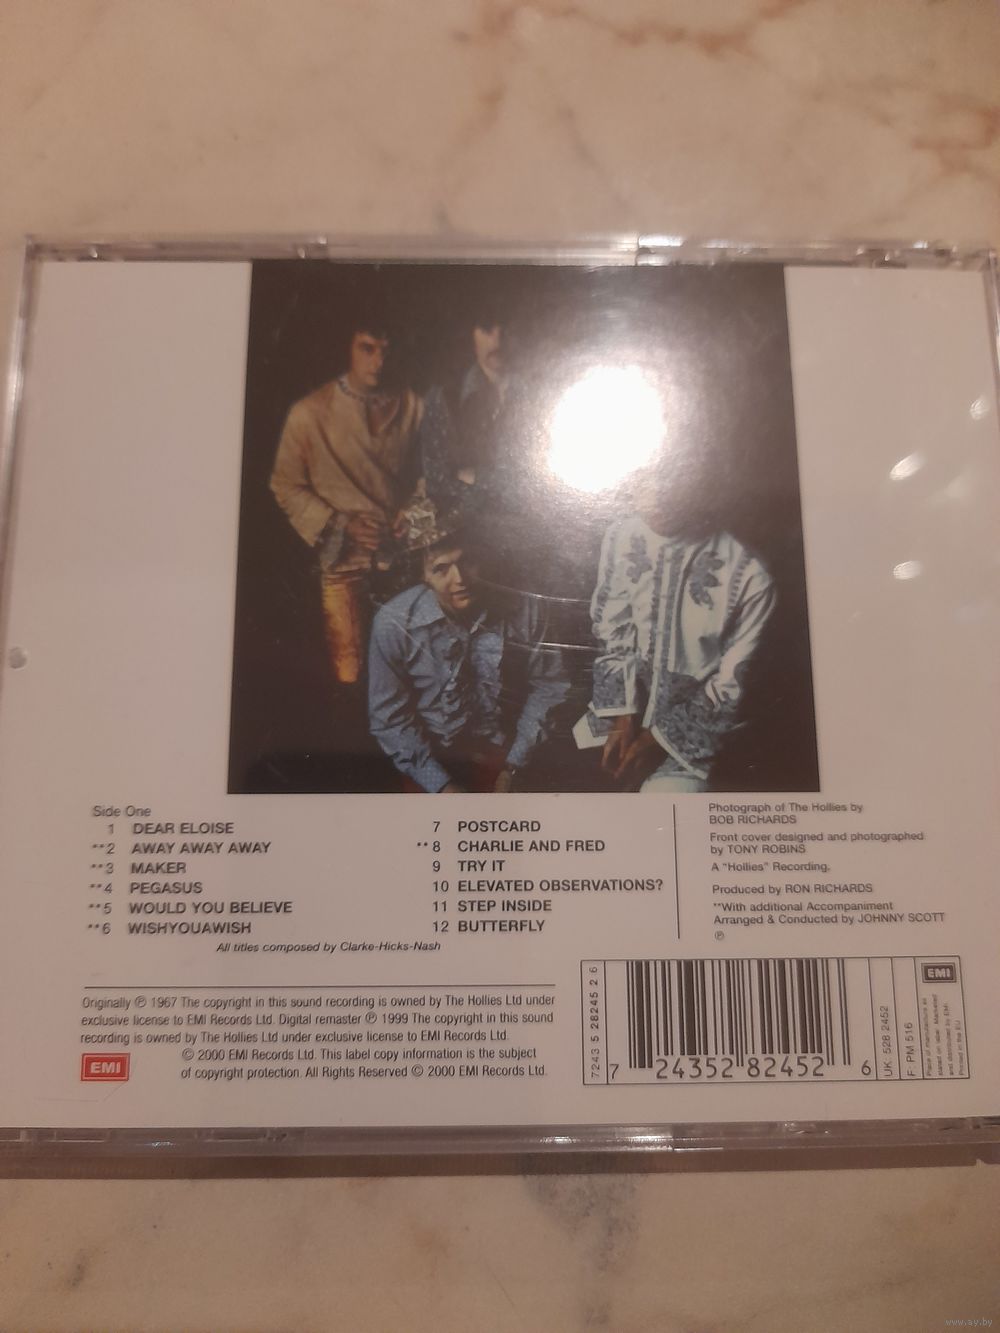 Side One
1 DEAR ELOISE
**2 AWAY AWAY AWAY
**3 MAKER
**4 PEGASUS
**5 WOULD YOU BELIEVE
**6 WISHYOUAWISH
7 POSTCARD
**8 CHARLIE AND FRED
9 TRY IT
10 ELEVATED OBSERVATIONS?
11 STEP INSIDE
12 BUTTERFLY
All titles composed by Clarke-Hicks-Nash
Photograph of The Hollies by
BOB RICHARDS
Front cover designed and photographed
by TONY ROBINS
A "Hollies" Recording.
Produced by RON RICHARDS
**With additional Accompaniment
Arranged & Conducted by JOHNNY SCOTT
℗
Originally ℗ 1967 The copyright in this sound recording is owned by The Hollies Ltd under
exclusive license to EMI Records Ltd. Digital remaster ℗ 1999 The copyright in this sound
recording is owned by The Hollies Ltd under exclusive license to EMI Records Ltd.
© 2000 EMI Records Ltd. This label copy information is the subject
of copyright protection. All Rights Reserved © 2000 EMI Records Ltd.
EMI
7243 5 28245 2 6
7 24352 82452 6
UK: 528 2452
F: PM 516
EMI
Printed in the EU
www.ay.by